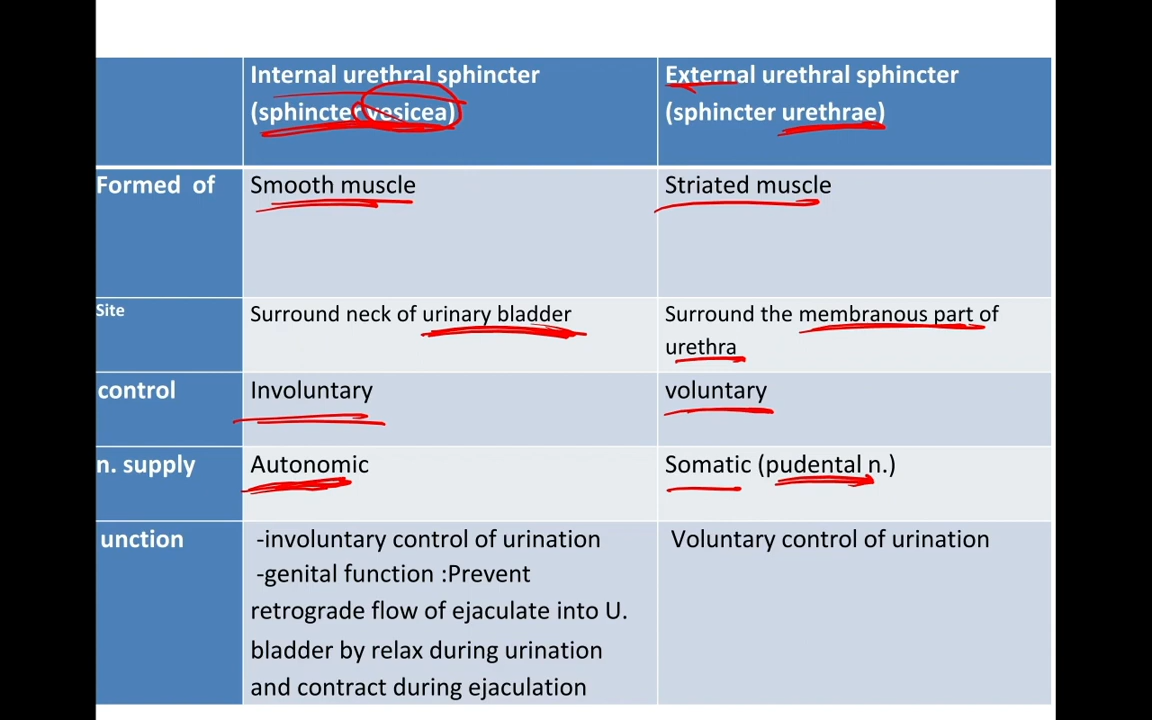 Internal urethral sphincter
(sphincter vesicea)
External urethral sphincter
(sphincter urethrae)
Formed of
Smooth muscle
Striated muscle
Site
Surround neck of urinary bladder
Surround the membranous part of
urethra
control
Involuntary
voluntary
n. supply
Autonomic
Somatic (pudental n.)
unction
-involuntary control of urination
-genital function :Prevent
retrograde flow of ejaculate into U.
bladder by relax during urination
and contract during ejaculation
Voluntary control of urination